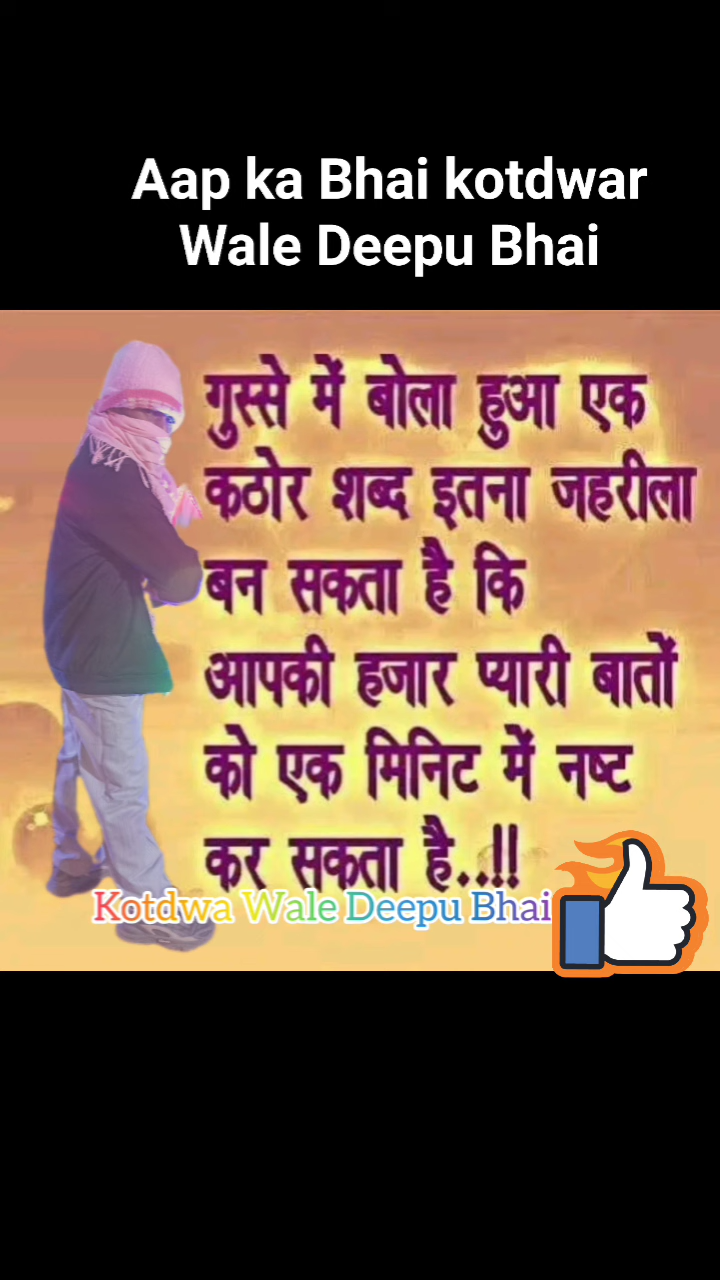 Aap ka Bhai kotdwar
Wale Deepu Bhai
गुस्से में बोला हुआ एक
कठोर शब्द इतना जहरीला
बन सकता है कि
आपकी हजार प्यारी बातों
को एक मिनिट में नष्ट
कर सकता है..!!
Kotdwa Wale Deepu Bhai